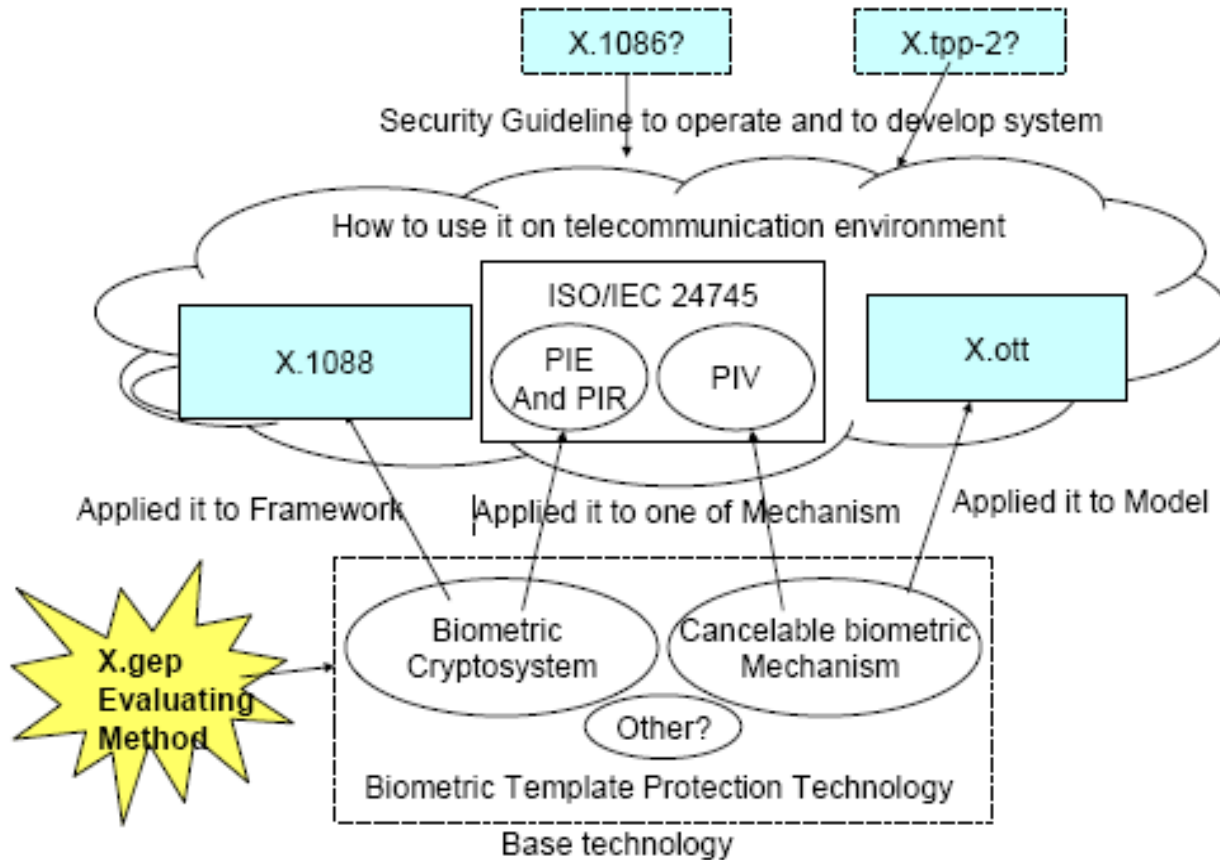 X.1086?
X.tpp-2?
Security Guideline to operate and to develop system
How to use it on telecommunication environment
ISO/IEC 24745
X.1088
PIE
And PIR
PIV
X.ott
Applied it to Framework
Applied it to one of Mechanism
Applied it to Model
X.gep
Evaluating
Method
Biometric
Cryptosystem
Cancelable biometric
Mechanism
Other?
Biometric Template Protection Technology
Base technology